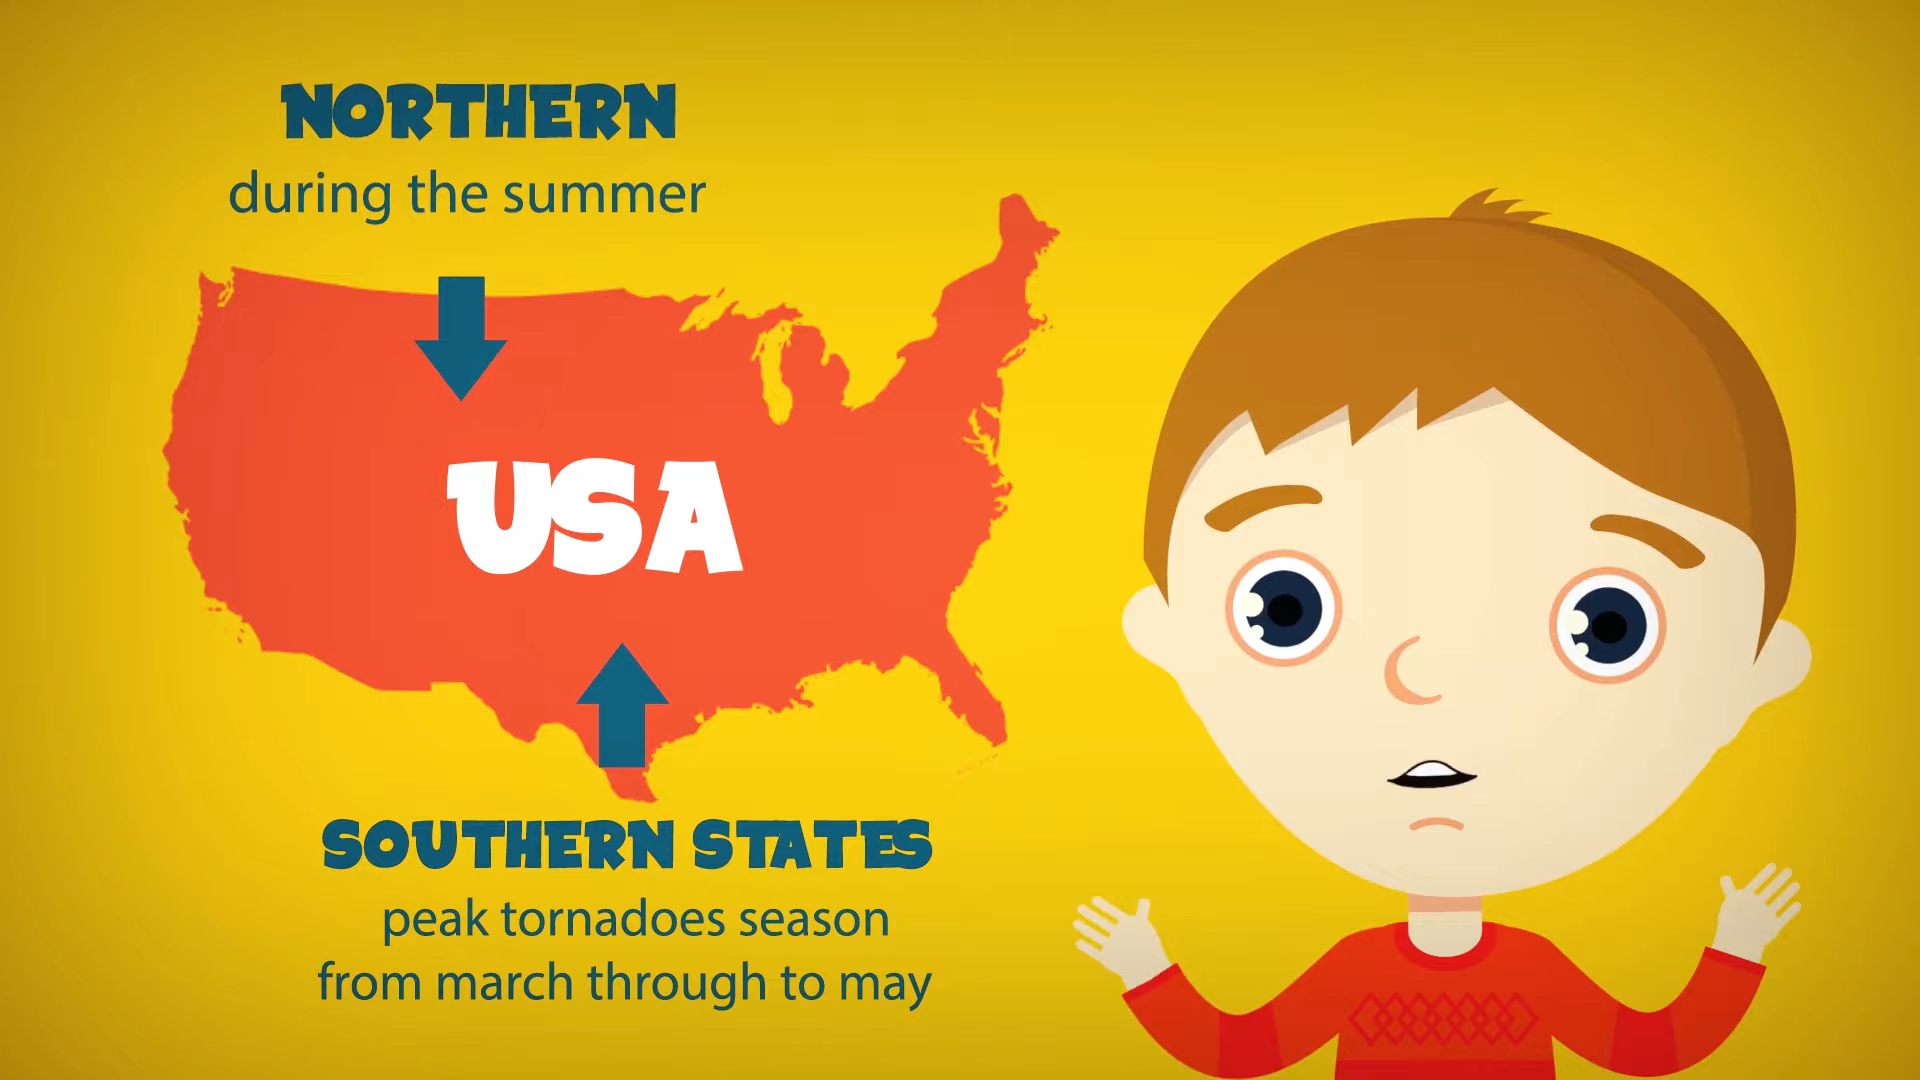 NORTHERN
during the summer
USA
SOUTHERN STATES
peak tornadoes season
from march through to may